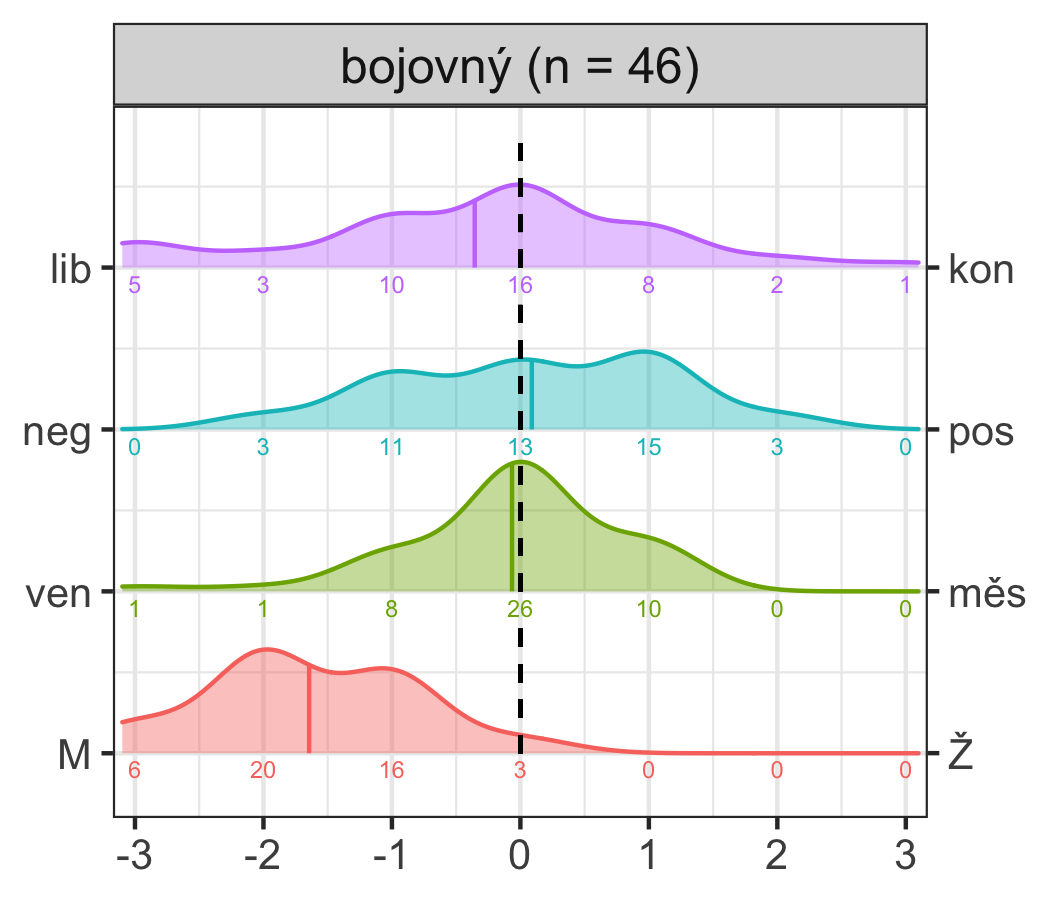 bojovný (n = 46)
lib kon
5 3 10 16 8 2 1
neg pos
0 3 11 13 15 3 0
ven měs
1 1 8 26 10 0 0
M Ž
6 20 16 3 0 0 0
-3 -2 -1 0 1 2 3